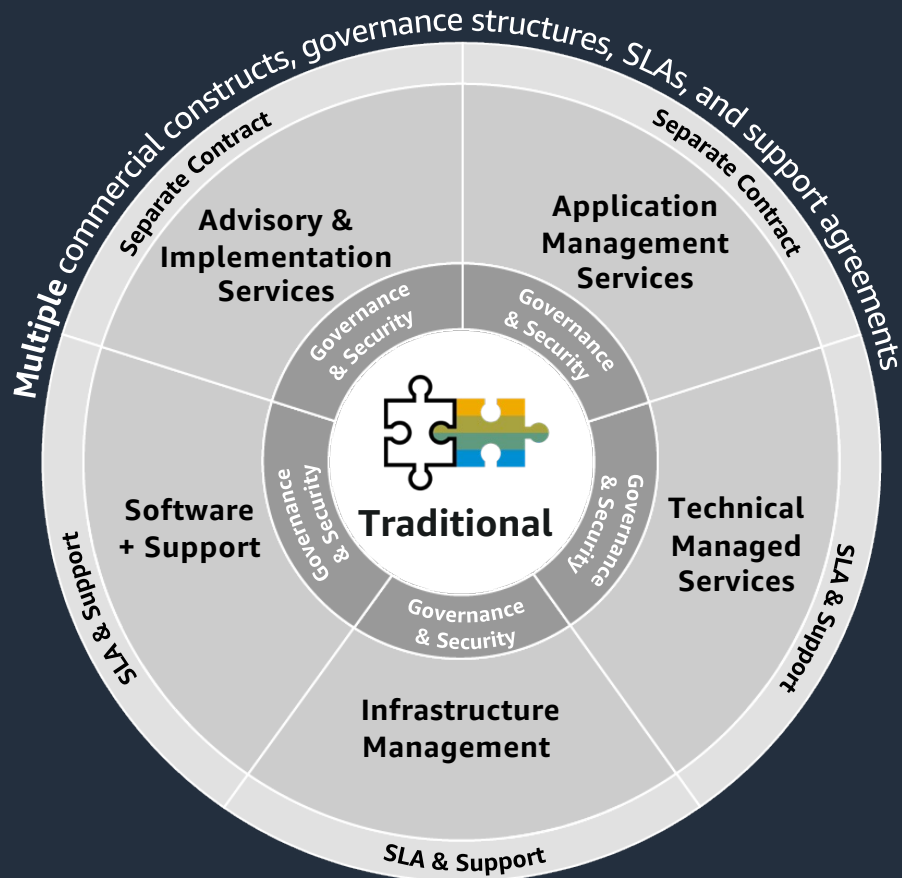 Multiple commercial constructs, governance structures, SLAs, and support agreements
Separate Contract
Separate Contract
Advisory &
Implementation
Services
Application
Management
Services
Governance
& Security
Governance
& Security
Traditional
Software
+ Support
Governance
& Security
Governance
& Security
Technical
Managed
Services
SLA & Support
SLA & Support
Governance
& Security
Infrastructure
Management
SLA & Support